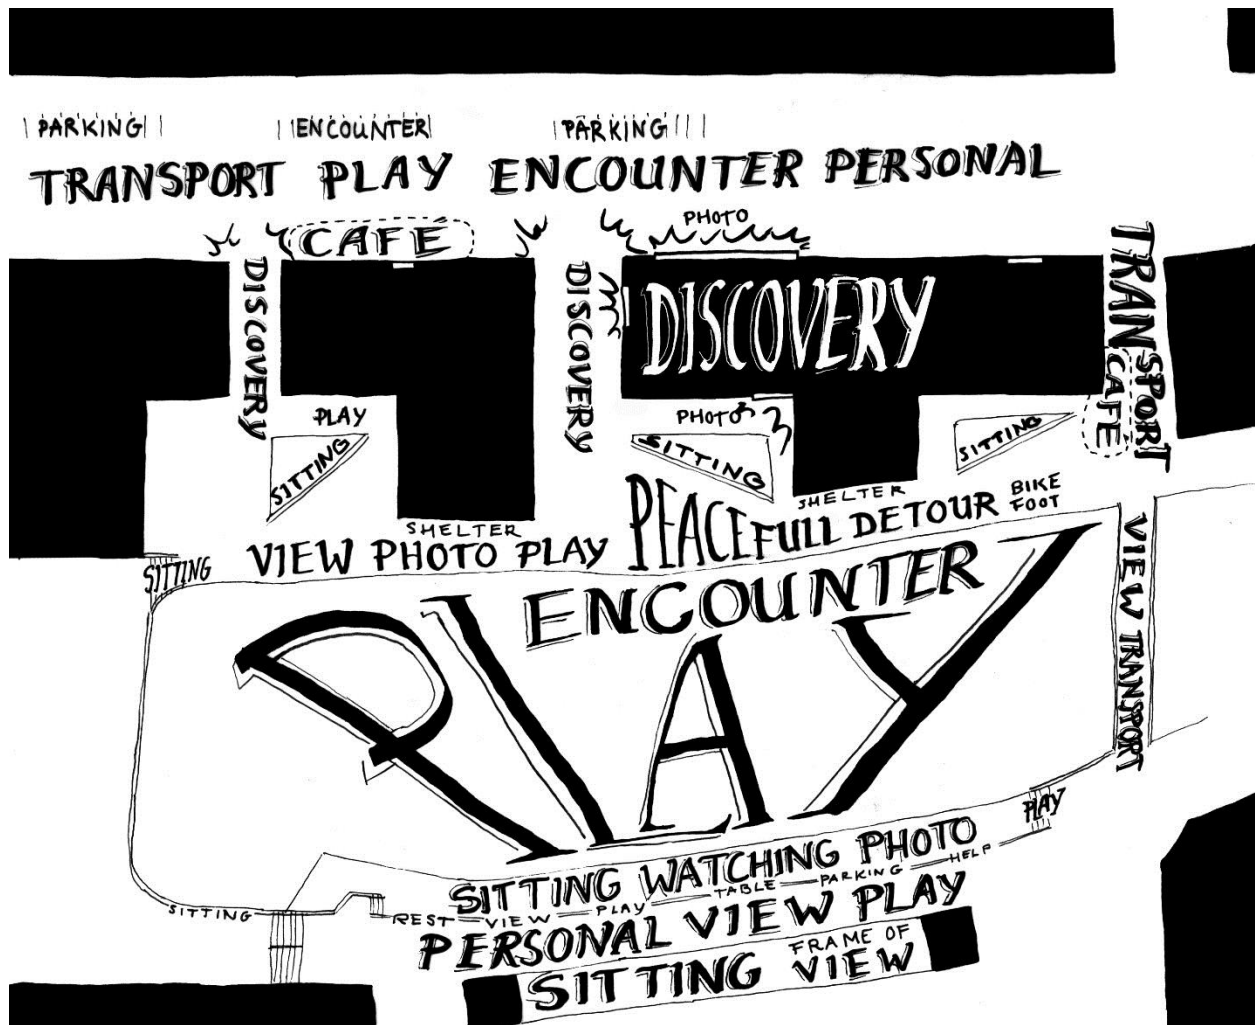 PARKING ENCOUNTER PARKING
TRANSPORT PLAY ENCOUNTER PERSONAL
CAFE
PHOTO
DISCOVERY
DISCOVERY
DISCOVERY
TRANSPORT
CAFE
PLAY
SITTING
PHOTO
SITTING
SITTING
SHELTER
SHELTER
VIEW PHOTO PLAY PEACEFULL DETOUR BIKE
FOOT
SITTING
ENCOUNTER
PLAY
VIEW TRANSPORT
PLAY
SITTING WATCHING PHOTO
SITTING
REST VIEW PLAY TABLE PARKING HELP
PERSONAL VIEW PLAY
SITTING FRAME OF
VIEW